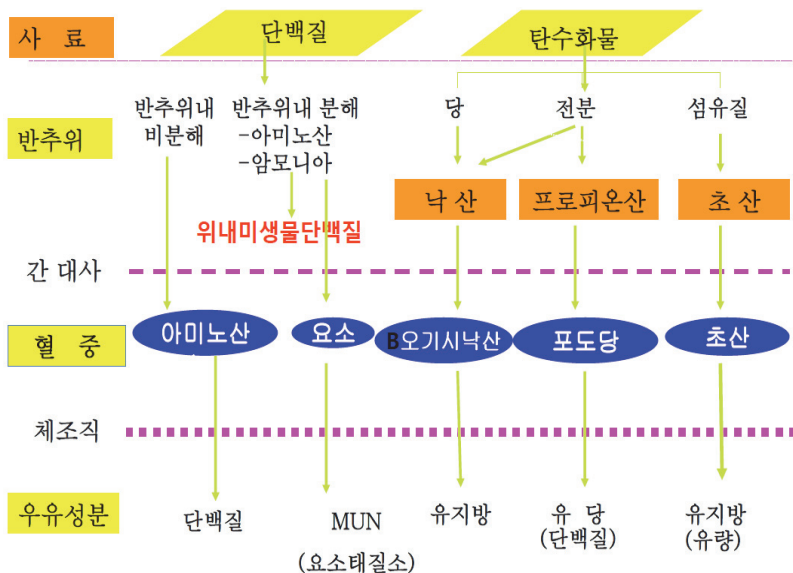 사 료
단백질
탄수화물
반추위
반추위내
비분해
반추위내 분해
-아미노산
-암모니아
당
전분
섬유질
낙 산
프로피온산
초 산
위내미생물단백질
간 대사
혈 중
아미노산
요소
B오기시낙산
포도당
초산
체조직
우유성분
단백질
MUN
(요소태질소)
유지방
유 당
(단백질)
유지방
(유량)